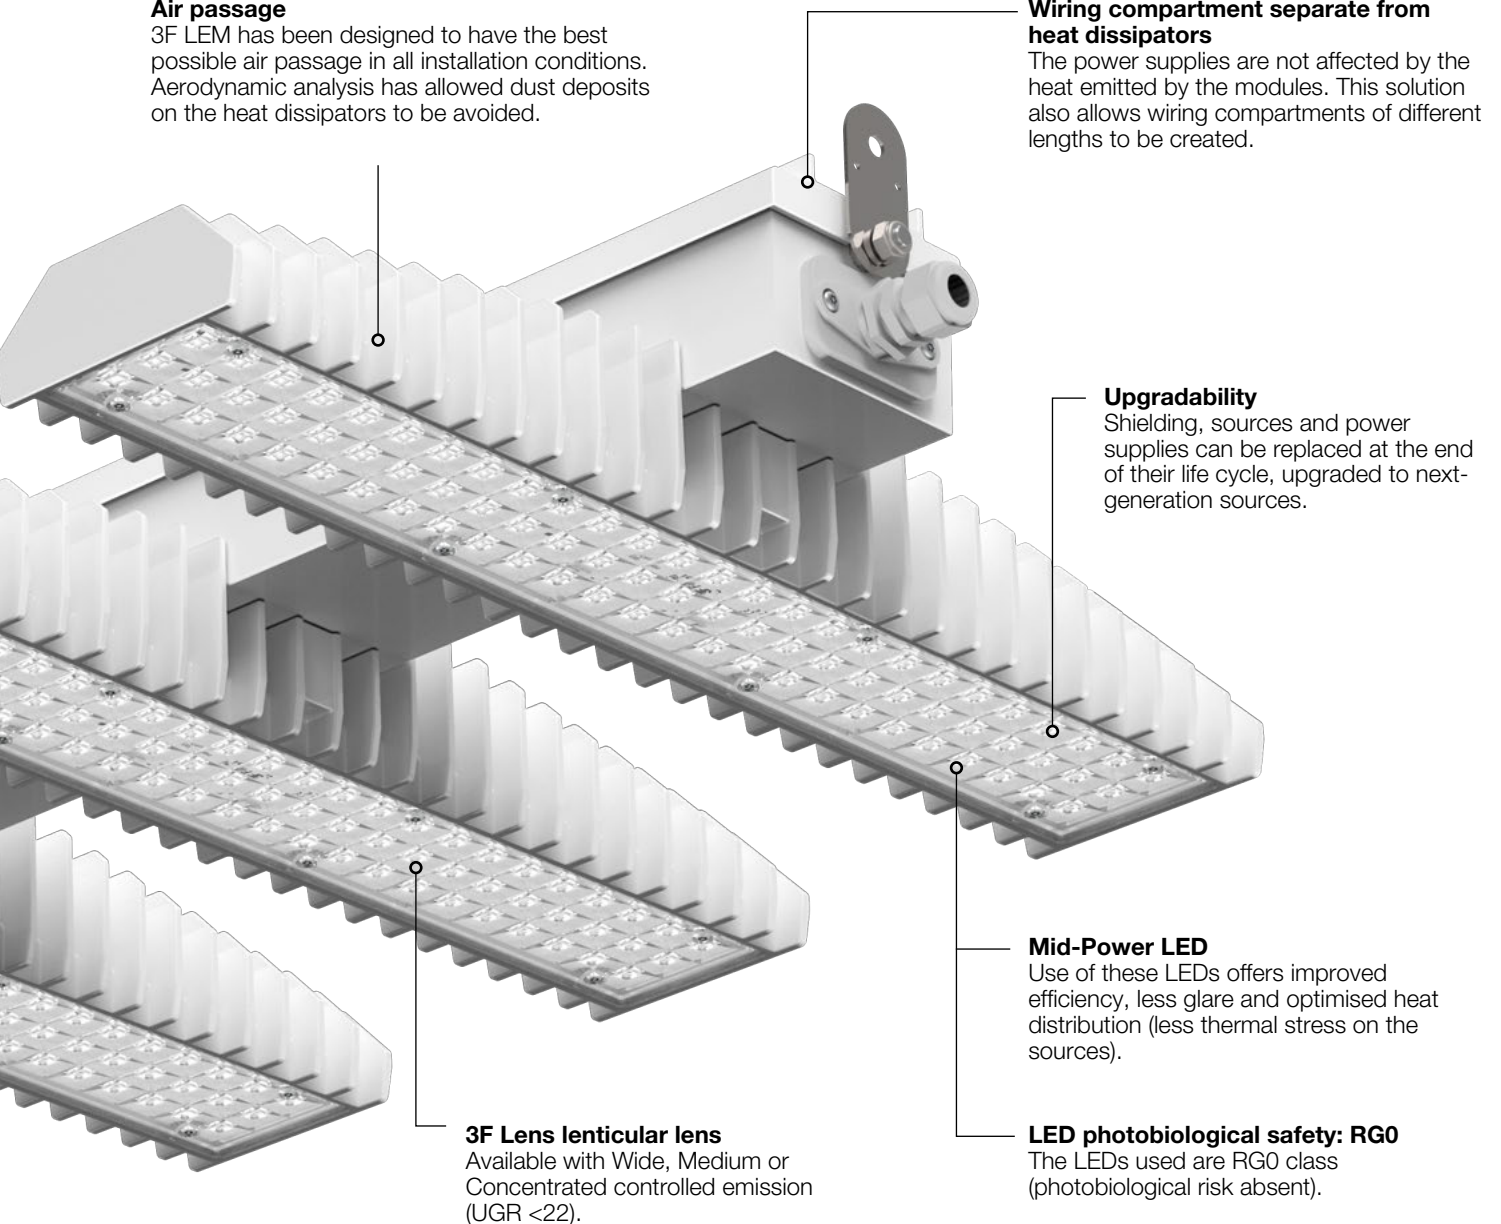 Air passage
3F LEM has been designed to have the best
possible air passage in all installation conditions.
Aerodynamic analysis has allowed dust deposits
on the heat dissipators to be avoided.
Wiring compartment separate from
heat dissipators
The power supplies are not affected by the
heat emitted by the modules. This solution
also allows wiring compartments of different
lengths to be created.
Upgradability
Shielding, sources and power
supplies can be replaced at the end
of their life cycle, upgraded to next-
generation sources.
Mid-Power LED
Use of these LEDs offers improved
efficiency, less glare and optimised heat
distribution (less thermal stress on the
sources).
3F Lens lenticular lens
Available with Wide, Medium or
Concentrated controlled emission
(UGR <22).
LED photobiological safety: RG0
The LEDs used are RG0 class
(photobiological risk absent).